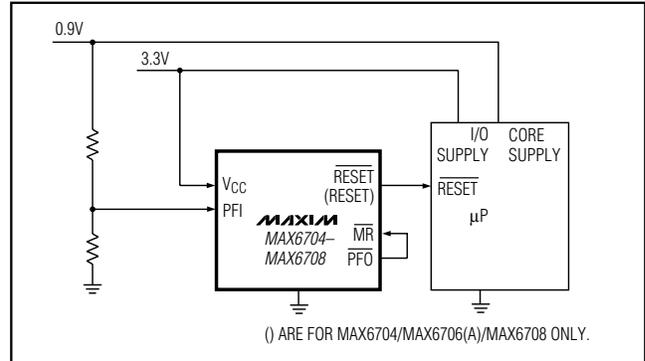 0.9V
3.3V
I/O CORE
SUPPLY SUPPLY
VCC
RESET
(RESET)
RESET
PFI
MAXIM
MAX6704–
MAX6708
MR
PFO
µP
() ARE FOR MAX6704/MAX6706(A)/MAX6708 ONLY.